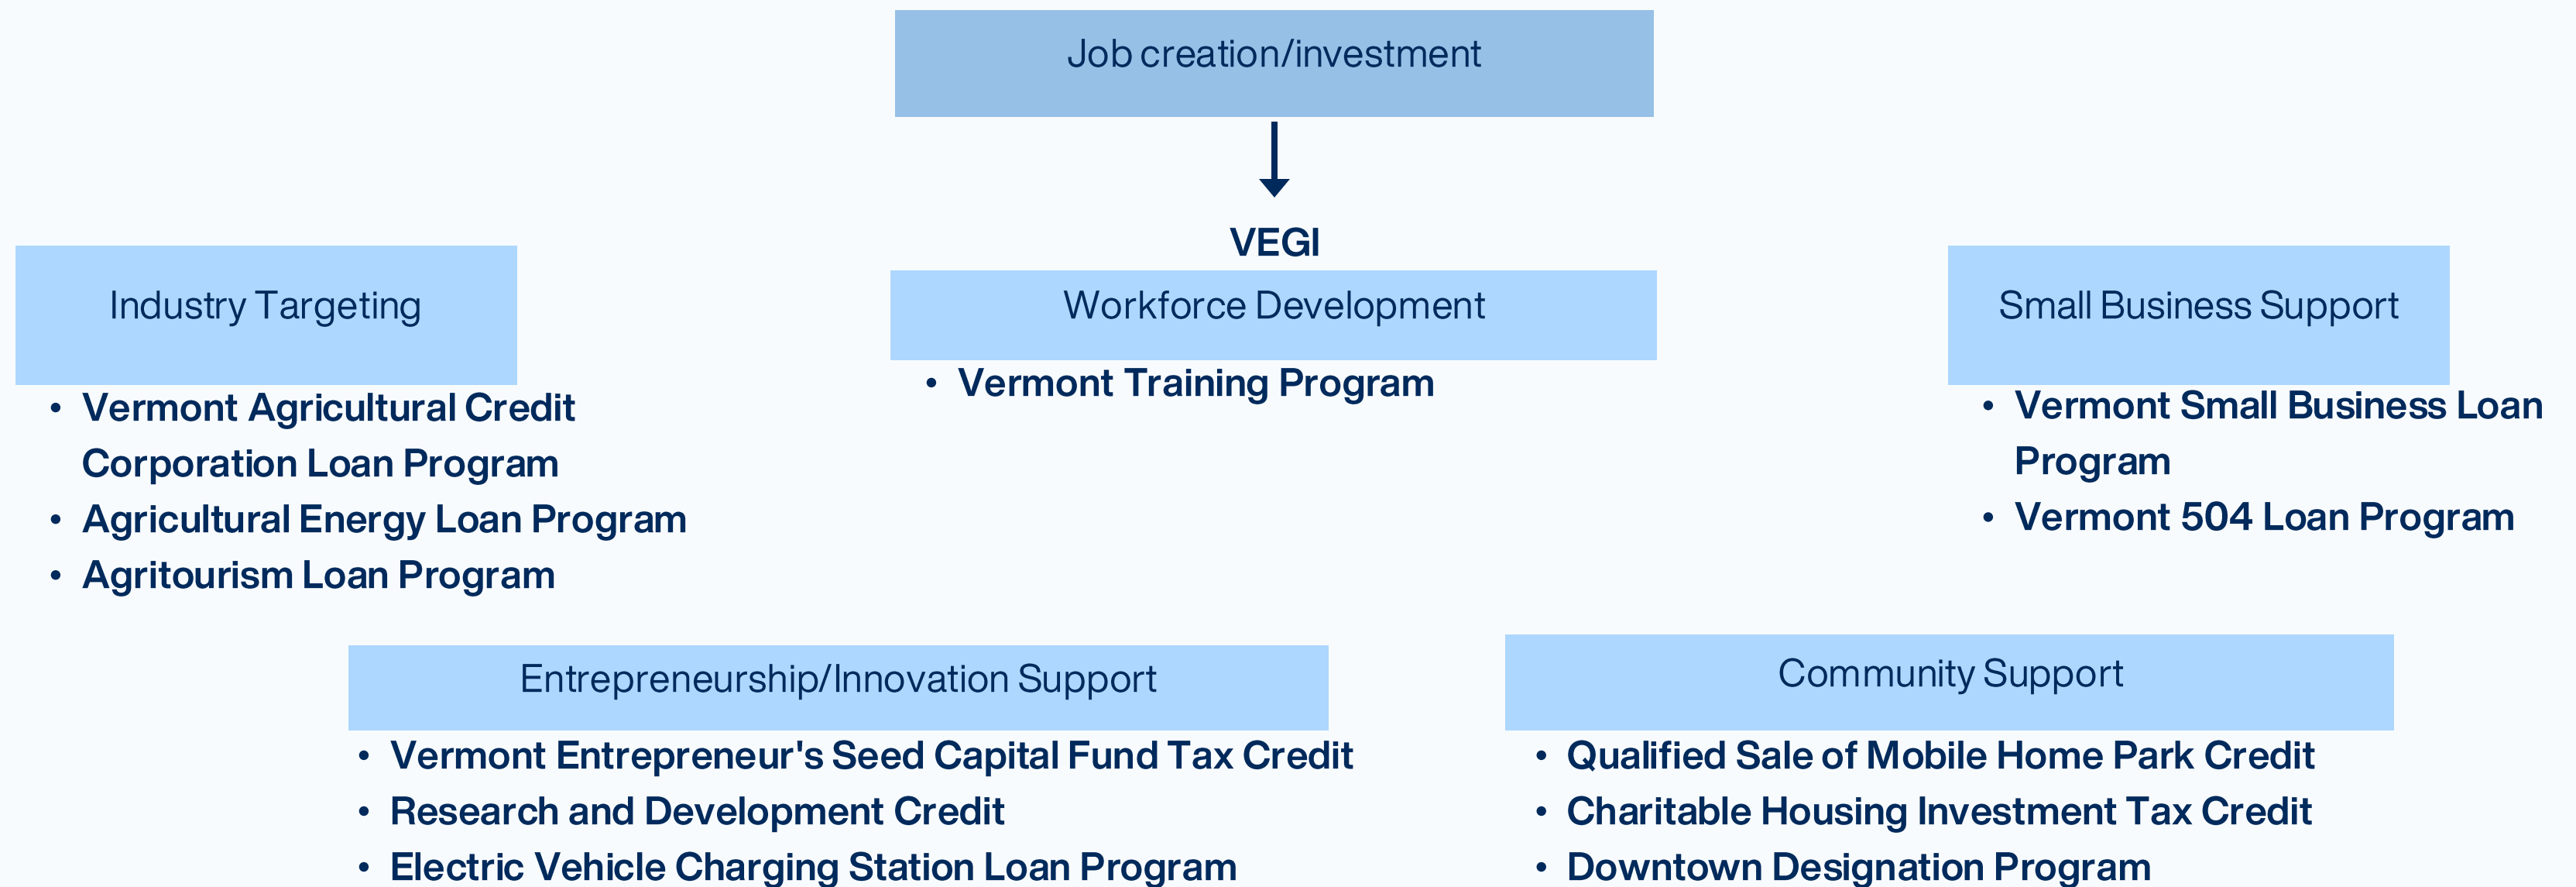 Job creation/investment
VEGI
Industry Targeting
• Vermont Agricultural Credit
Corporation Loan Program
• Agricultural Energy Loan Program
• Agritourism Loan Program
Workforce Development
• Vermont Training Program
Small Business Support
• Vermont Small Business Loan
Program
• Vermont 504 Loan Program
Entrepreneurship/Innovation Support
• Vermont Entrepreneur's Seed Capital Fund Tax Credit
• Research and Development Credit
• Electric Vehicle Charging Station Loan Program
Community Support
• Qualified Sale of Mobile Home Park Credit
• Charitable Housing Investment Tax Credit
• Downtown Designation Program